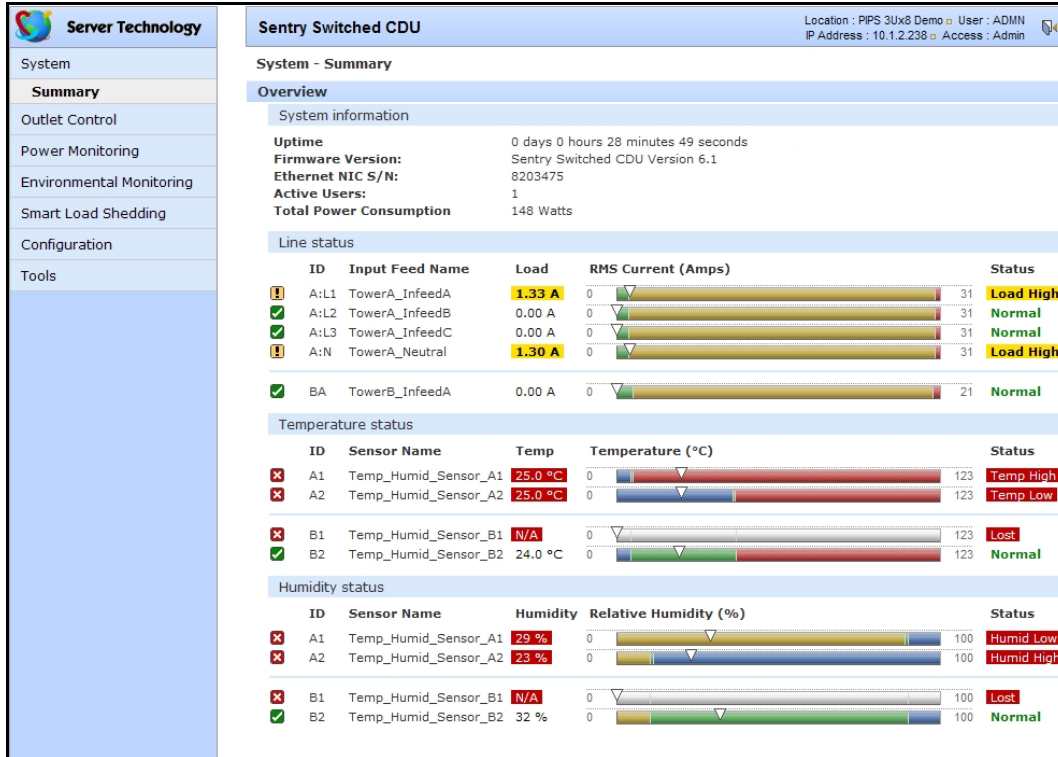 Server Technology
System
Summary
Outlet Control
Power Monitoring
Environmental Monitoring
Smart Load Shedding
Configuration
Tools
Sentry Switched CDU
Location : PIPS 3Ux8 Demo User : ADMN
IP Address : 10.1.2.238 Access : Admin
System - Summary
Overview
System information
Uptime 0 days 0 hours 28 minutes 49 seconds
Firmware Version: Sentry Switched CDU Version 6.1
Ethernet NIC S/N: 8203475
Active Users: 1
Total Power Consumption 148 Watts
Line status
ID Input Feed Name Load RMS Current (Amps) Status
A:L1 TowerA_InfeedA 1.33 A 0 31 Load High
A:L2 TowerA_InfeedB 0.00 A 0 31 Normal
A:L3 TowerA_InfeedC 0.00 A 0 31 Normal
A:N TowerA_Neutral 1.30 A 0 31 Load High
BA TowerB_InfeedA 0.00 A 0 21 Normal
Temperature status
ID Sensor Name Temp Temperature (°C) Status
A1 Temp_Humid_Sensor_A1 25.0 °C 0 123 Temp High
A2 Temp_Humid_Sensor_A2 25.0 °C 0 123 Temp Low
B1 Temp_Humid_Sensor_B1 N/A 0 123 Lost
B2 Temp_Humid_Sensor_B2 24.0 °C 0 123 Normal
Humidity status
ID Sensor Name Humidity Relative Humidity (%) Status
A1 Temp_Humid_Sensor_A1 29 % 0 100 Humid Low
A2 Temp_Humid_Sensor_A2 23 % 0 100 Humid High
B1 Temp_Humid_Sensor_B1 N/A 0 100 Lost
B2 Temp_Humid_Sensor_B2 32 % 0 100 Normal